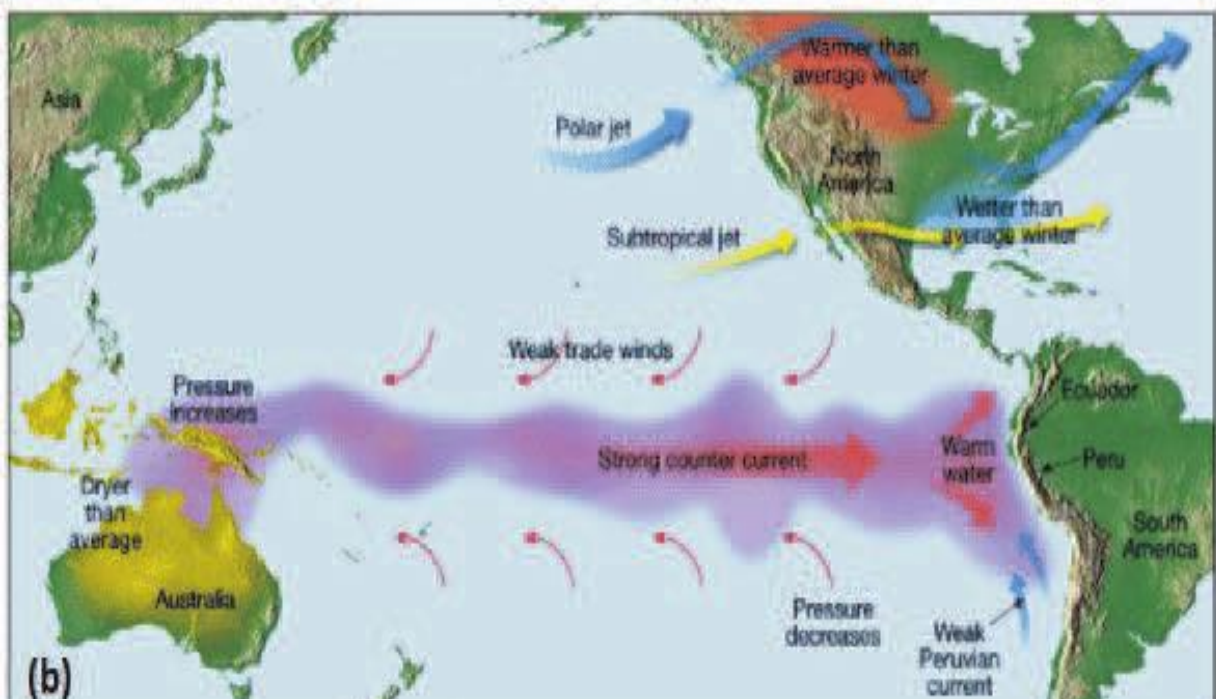 Warmer than
average winter
Asia
Polar jet
North
America
Wetter than
average winter
Subtropical jet
Weak trade winds
Pressure
increases
Ecuador
Strong counter current
Warm
water
Peru
Dryer
than
average
South
America
Australia
Pressure
decreases
Weak
Peruvian
current
(b)